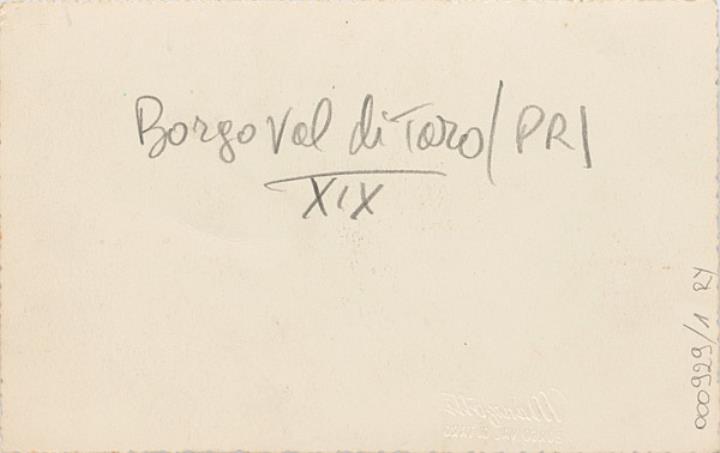 Borgo Val di Taro (PR)
XIX
000929/1 RY